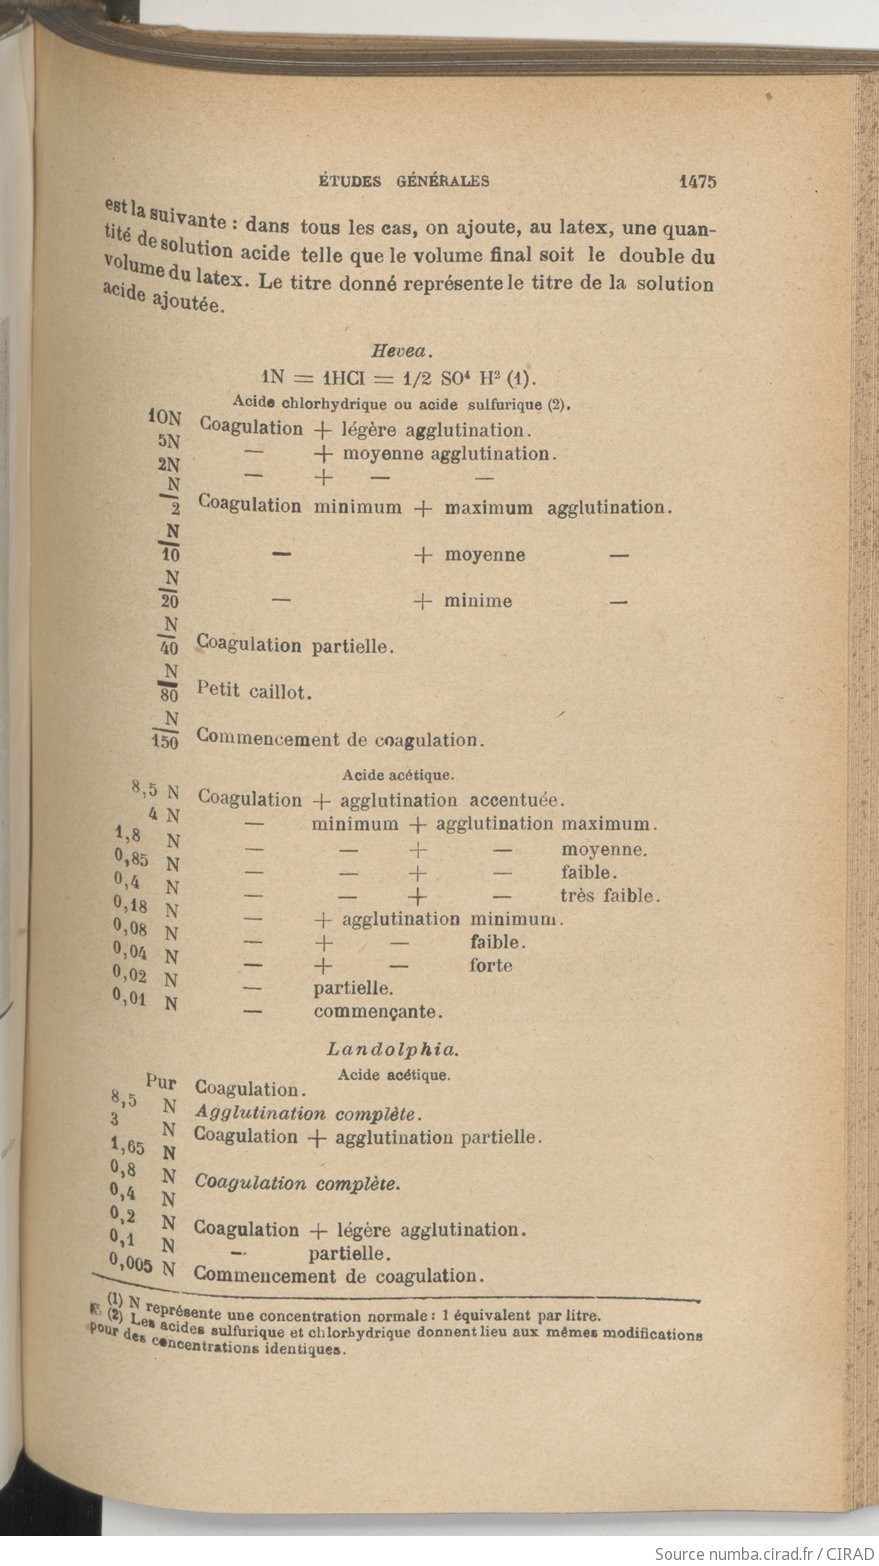 ÉTUDES GÉNÉRALES 1475
est la suivante : dans tous les cas, on ajoute, au latex, une quan-
tité de solution acide telle que le volume final soit le double du
volume du latex. Le titre donné représente le titre de la solution
acide ajoutée.
Hevea.
1N = 1HCl = 1/2 SO⁴ H² (1).
Acide chlorhydrique ou acide sulfurique (2).
10N Coagulation + légère agglutination.
5N — + moyenne agglutination.
2N — + — —
N/2 Coagulation minimum + maximum agglutination.
N/10 — + moyenne —
N/20 — + minime —
N/40 Coagulation partielle.
N/80 Petit caillot.
N/150 Commencement de coagulation.
Acide acétique.
8,5 N Coagulation + agglutination accentuée.
4 N — minimum + agglutination maximum.
1,8 N — — + — moyenne.
0,85 N — — + — faible.
0,4 N — — + — très faible.
0,18 N — + agglutination minimum.
0,08 N — + — faible.
0,04 N — + — forte
0,02 N — partielle.
0,01 N — commençante.
Landolphia.
Acide acétique.
Pur Coagulation.
8,5 N Agglutination complète.
3 N Coagulation + agglutination partielle.
1,65 N
0,8 N Coagulation complète.
0,4 N
0,2 N Coagulation + légère agglutination.
0,1 N — partielle.
0,005 N Commencement de coagulation.
(1) N représente une concentration normale : 1 équivalent par litre.
(2) Les acides sulfurique et chlorhydrique donnent lieu aux mêmes modifications
pour des concentrations identiques.
Source numba.cirad.fr / CIRAD